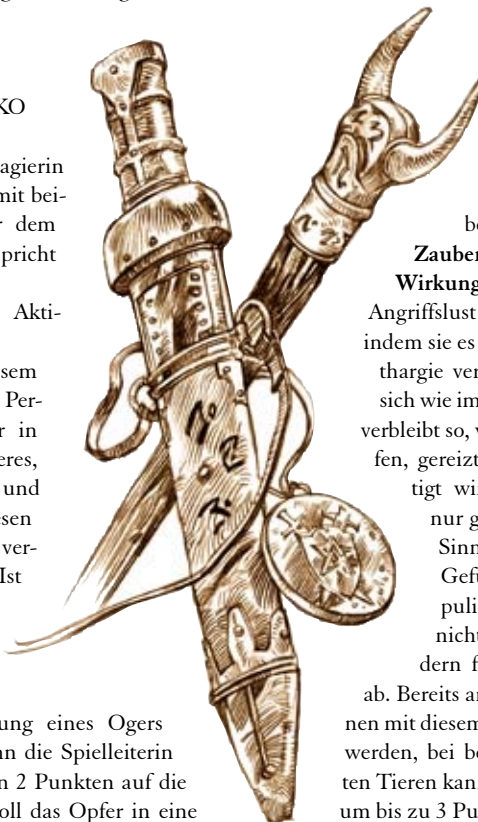 KO
agierin
mit bei-
dem
pricht
Akti-
sem
Per-
r in
eres,
und
esen
ver-
Ist
ung eines Ogers
nn die Spielleiterin
n 2 Punkten auf die
oll das Opfer in eine
be
Zauber
Wirkung
Angriffslust
indem sie es
thargie ver
sich wie im
verbleibt so, w
fen, gereizt
tigt wi
nur g
Sinn
Gefü
puli
nicht
dern f
ab. Bereits a
nen mit diesem
werden, bei b
ten Tieren kan
um bis zu 3 Pu